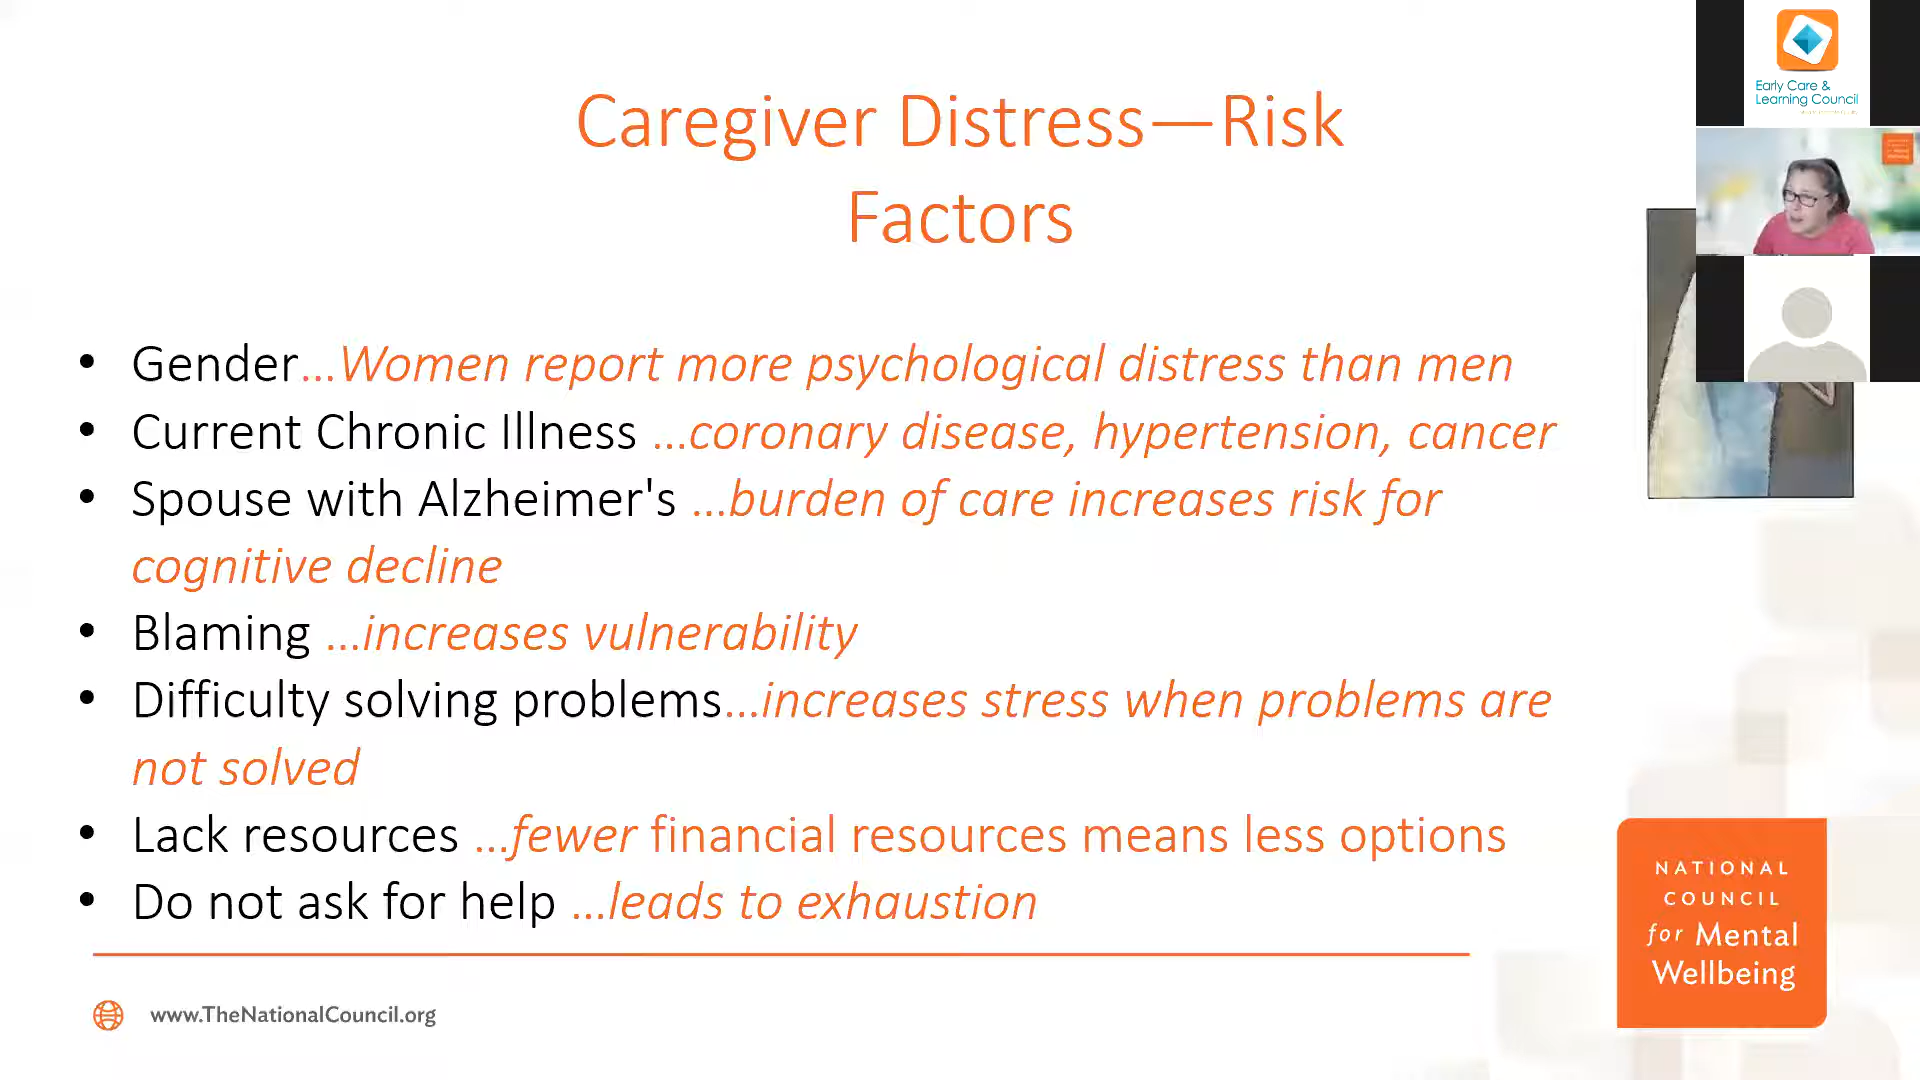 Caregiver Distress—Risk
Factors
• Gender...Women report more psychological distress than men
• Current Chronic Illness ...coronary disease, hypertension, cancer
• Spouse with Alzheimer's ...burden of care increases risk for
cognitive decline
• Blaming ...increases vulnerability
• Difficulty solving problems...increases stress when problems are
not solved
• Lack resources ...fewer financial resources means less options
• Do not ask for help ...leads to exhaustion
www.TheNationalCouncil.org
Early Care &
Learning Council
NATIONAL
COUNCIL
for Mental
Wellbeing